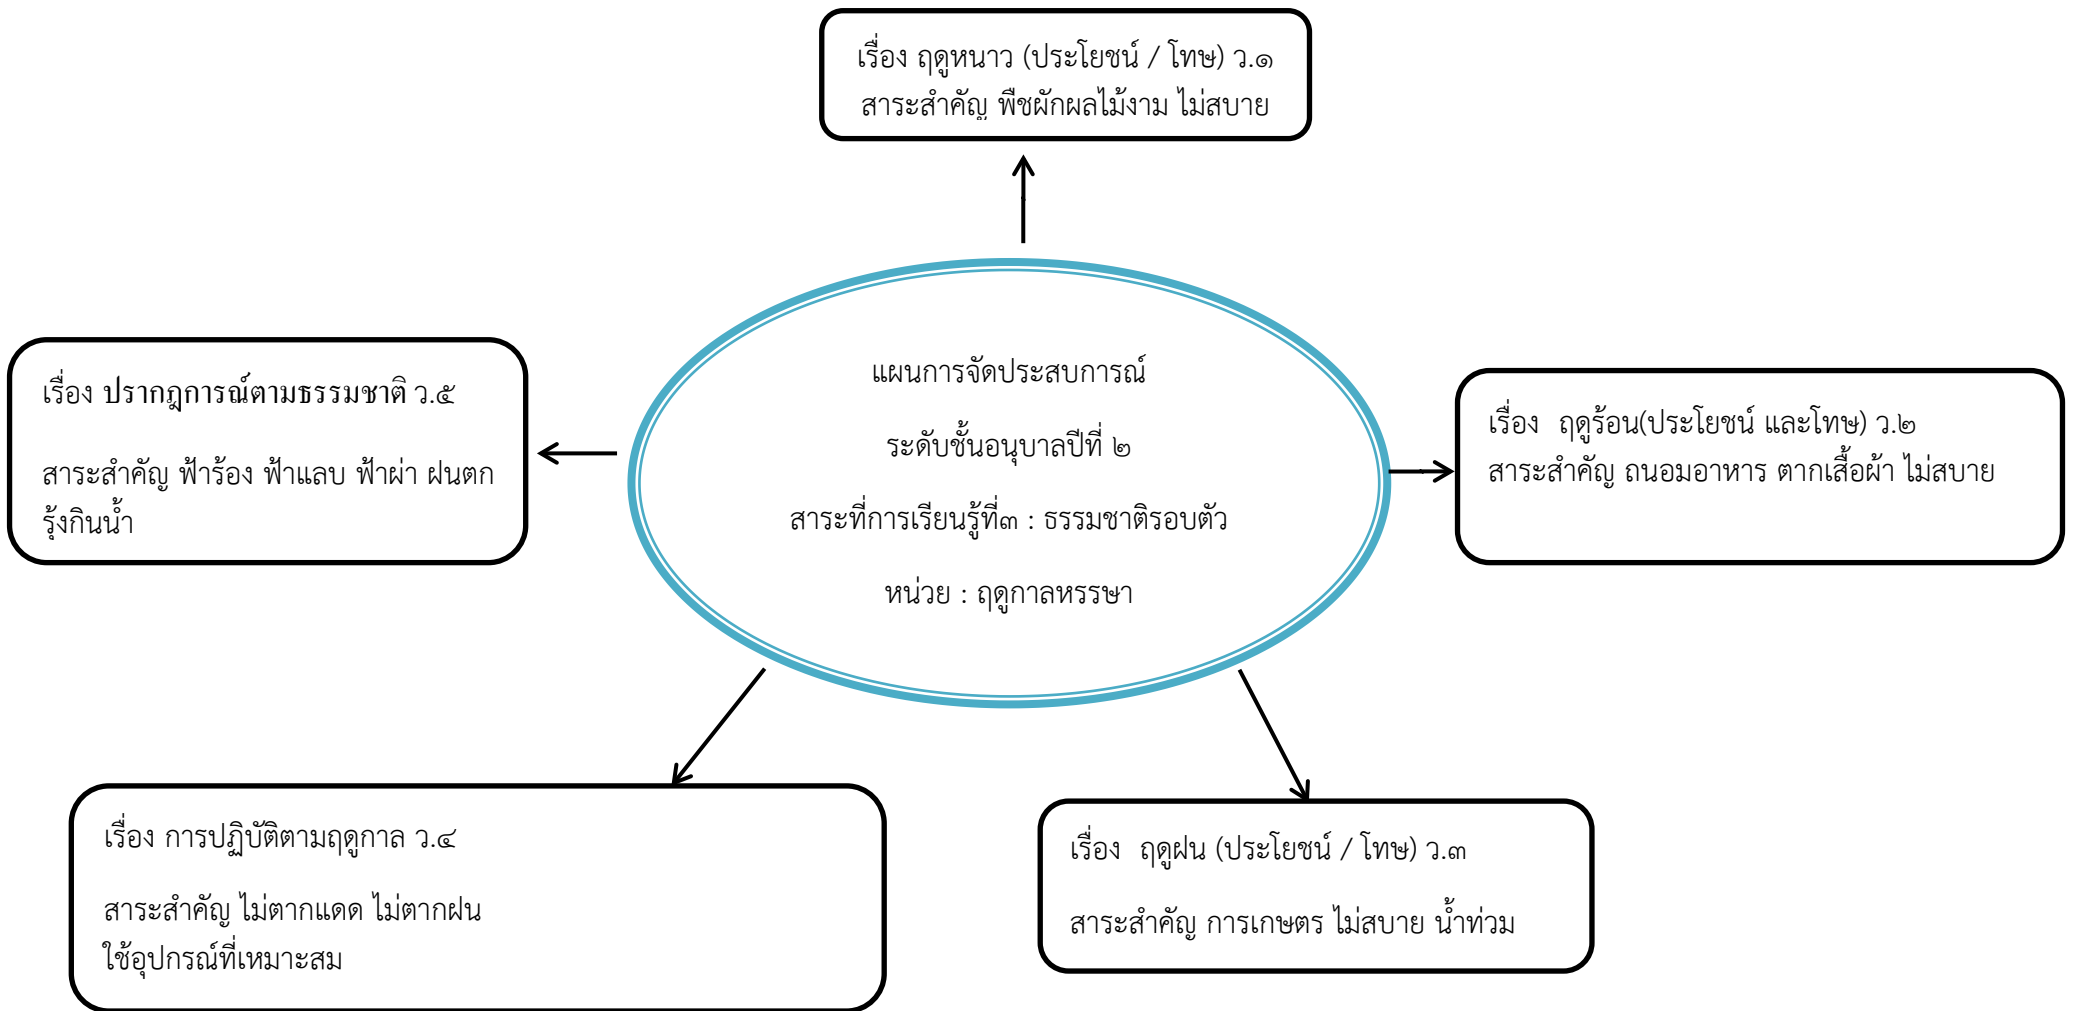 เรื่อง ฤดูหนาว (ประโยชน์ / โทษ) ว.๑
สาระสำคัญ พืชผักผลไม้งาม ไม่สบาย
แผนการจัดประสบการณ์
ระดับชั้นอนุบาลปีที่ ๒
สาระที่การเรียนรู้ที่๓ : ธรรมชาติรอบตัว
หน่วย : ฤดูกาลหรรษา
เรื่อง ปรากฎการณ์ตามธรรมชาติ ว.๕
สาระสำคัญ ฟ้าร้อง ฟ้าแลบ ฟ้าผ่า ฝนตก
รุ้งกินน้ำ
เรื่อง ฤดูร้อน(ประโยชน์ และโทษ) ว.๒
สาระสำคัญ ถนอมอาหาร ตากเสื้อผ้า ไม่สบาย
เรื่อง การปฏิบัติตามฤดูกาล ว.๔
สาระสำคัญ ไม่ตากแดด ไม่ตากฝน
ใช้อุปกรณ์ที่เหมาะสม
เรื่อง ฤดูฝน (ประโยชน์ / โทษ) ว.๓
สาระสำคัญ การเกษตร ไม่สบาย น้ำท่วม